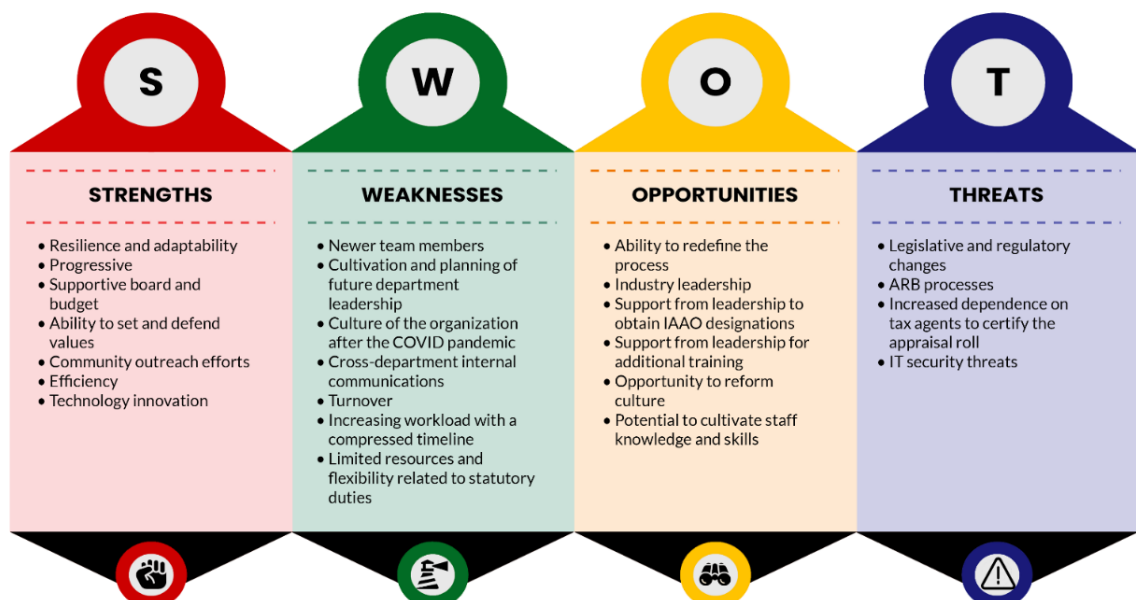 S
STRENGTHS
• Resilience and adaptability
• Progressive
• Supportive board and
budget
• Ability to set and defend
values
• Community outreach efforts
• Efficiency
• Technology innovation
W
WEAKNESSES
• Newer team members
• Cultivation and planning of
future department
leadership
• Culture of the organization
after the COVID pandemic
• Cross-department internal
communications
• Turnover
• Increasing workload with a
compressed timeline
• Limited resources and
flexibility related to statutory
duties
O
OPPORTUNITIES
• Ability to redefine the
process
• Industry leadership
• Support from leadership to
obtain IAAO designations
• Support from leadership for
additional training
• Opportunity to reform
culture
• Potential to cultivate staff
knowledge and skills
T
THREATS
• Legislative and regulatory
changes
• ARB processes
• Increased dependence on
tax agents to certify the
appraisal roll
• IT security threats